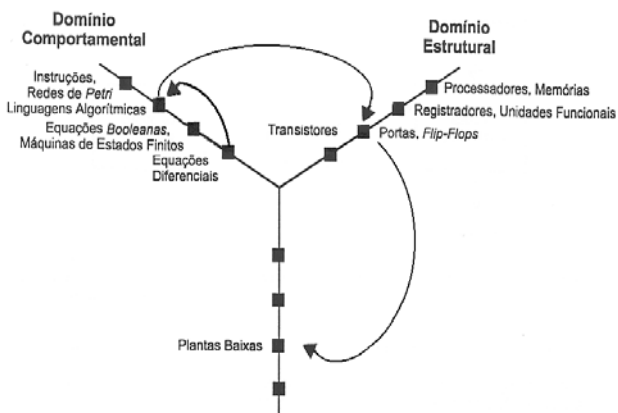 Domínio
Comportamental
Domínio
Estrutural
Instruções,
Redes de Petri
Linguagens Algorítmicas
Equações Booleanas,
Máquinas de Estados Finitos
Equações
Diferenciais
Processadores, Memórias
Registradores, Unidades Funcionais
Transistores
Portas, Flip-Flops
Plantas Baixas